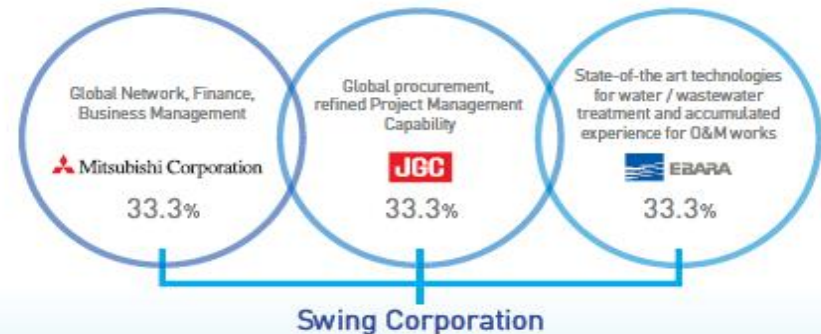 Global Network, Finance,
Business Management
Mitsubishi Corporation
33.3%
Global procurement,
refined Project Management
Capability
JGC
33.3%
State-of-the art technologies
for water / wastewater
treatment and accumulated
experience for O&M works
EBARA
33.3%
Swing Corporation